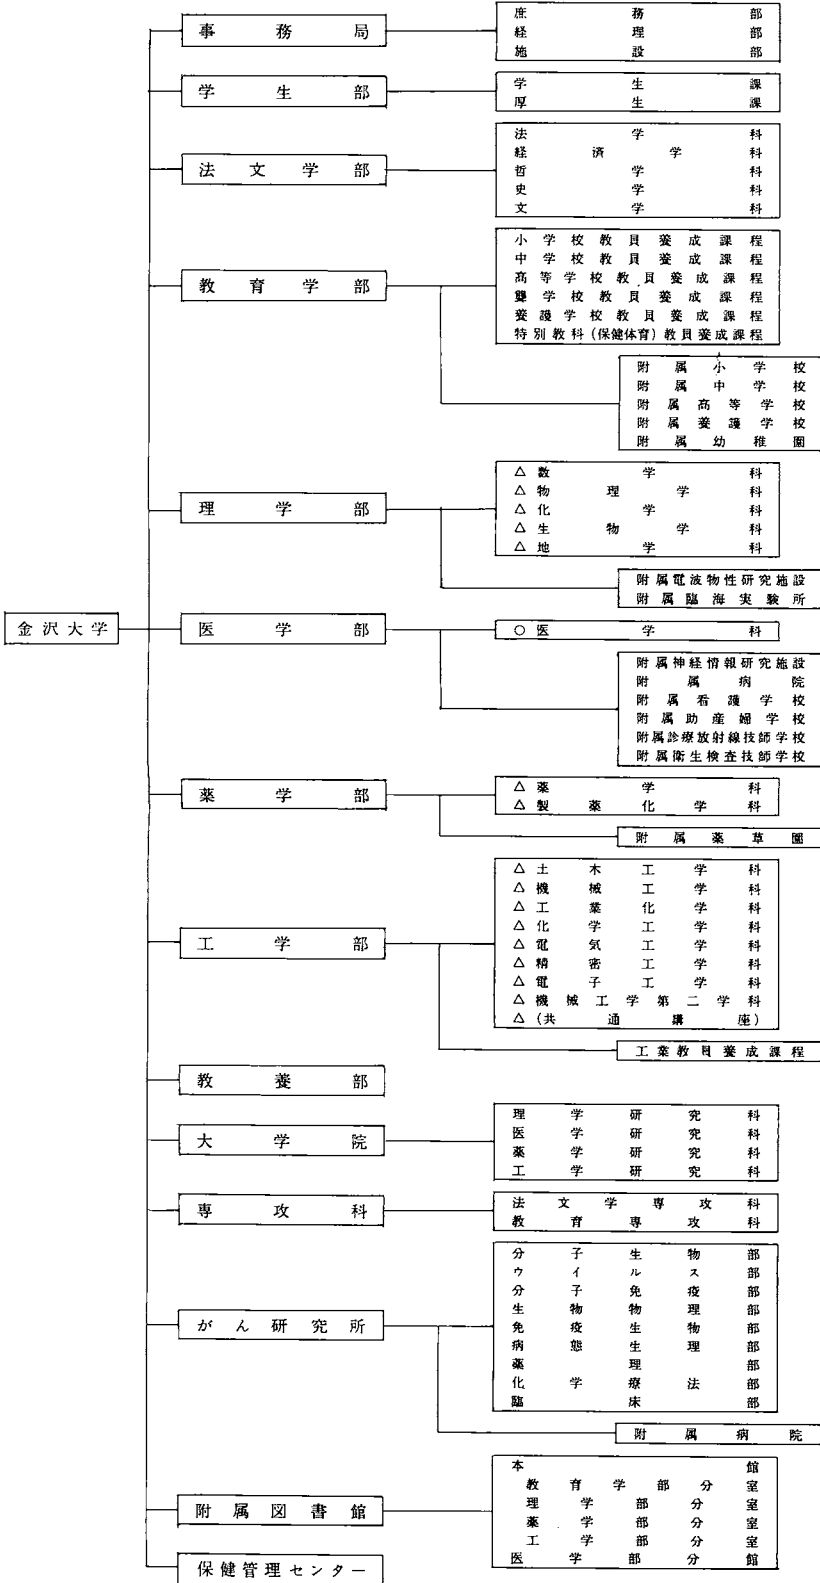 金沢大学
事務局
庶務部
経理部
施設部
学生部
学生課
厚生課
法文学部
法学科
経済学科
哲学科
史学科
文学科
教育学部
小学校教員養成課程
中学校教員養成課程
高等学校教員養成課程
聾学校教員養成課程
養護学校教員養成課程
特別教科(保健体育)教員養成課程
附属小学校
附属中学校
附属高等学校
附属養護学校
附属幼稚園
理学部
△数学科
△物理学科
△化学科
△生物学科
△地学科
附属電波物性研究施設
附属臨海実験所
医学部
○医学科
附属神経情報研究施設
附属病院
附属看護学校
附属助産婦学校
附属診療放射線技師学校
附属衛生検査技師学校
薬学部
△薬学科
△製薬化学科
附属薬草園
工学部
△土木工学科
△機械工学科
△工業化学科
△化学工学科
△電気工学科
△精密工学科
△電子工学科
△機械工学第二学科
△(共通講座)
工業教員養成課程
教養部
大学院
理学研究科
医学研究科
薬学研究科
工学研究科
専攻科
法文学専攻科
教育専攻科
がん研究所
分子生物部
ウイルス部
分子免疫部
生物物理部
免疫生物部
病態生理部
薬理部
化学療法部
臨床部
附属病院
附属図書館
本館
教育学部分室
理学部分室
薬学部分室
工学部分室
医学部分館
保健管理センター